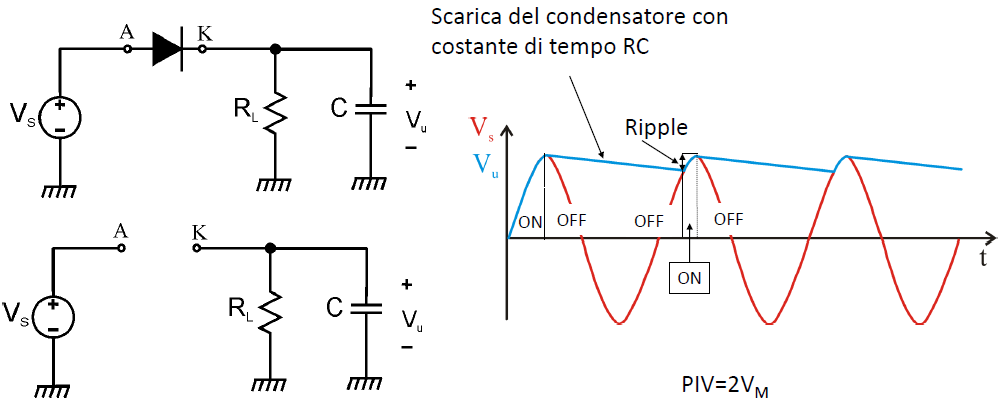 Scarica del condensatore con
costante di tempo RC
A
K
V_S
+
−
R_L
C
+
V_u
−
V_s
V_u
Ripple
ON
OFF
OFF
OFF
ON
t
A
K
V_S
+
−
R_L
C
+
V_u
−
PIV=2V_M